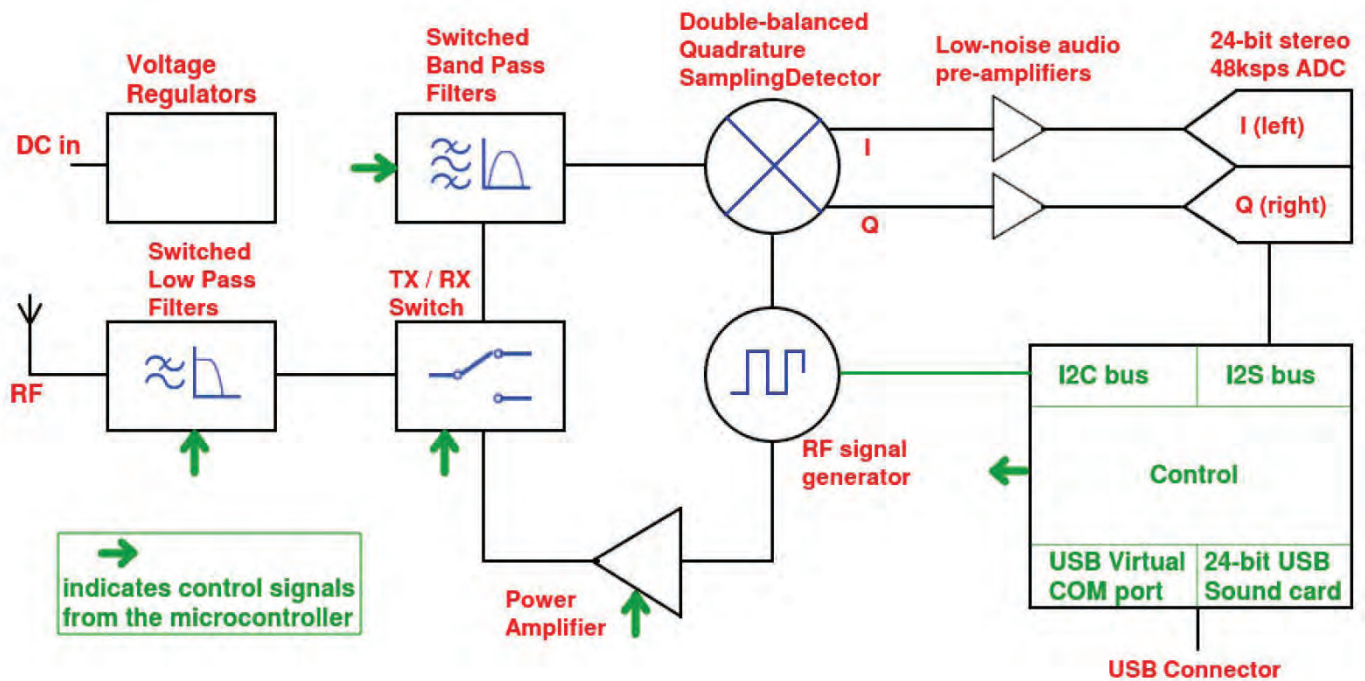 Voltage
Regulators
DC in
Switched
Band Pass
Filters
Double-balanced
Quadrature
SamplingDetector
Low-noise audio
pre-amplifiers
24-bit stereo
48ksps ADC
I (left)
Q (right)
I
Q
Switched
Low Pass
Filters
RF
TX / RX
Switch
RF signal
generator
I2C bus
I2S bus
Control
USB Virtual
COM port
24-bit USB
Sound card
USB Connector
Power
Amplifier
indicates control signals
from the microcontroller